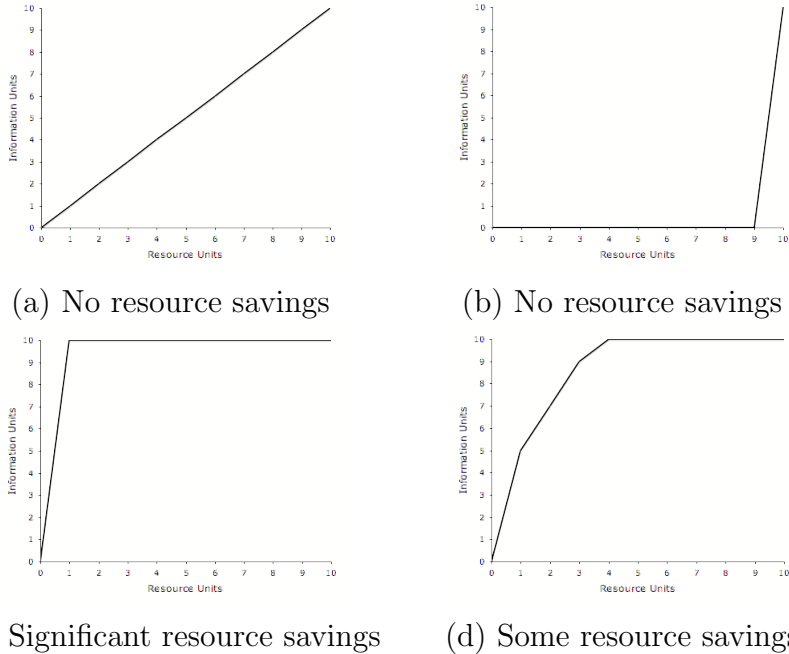 10
9
8
7
6
5
4
3
2
1
0
Information Units
0 1 2 3 4 5 6 7 8 9 10
Resource Units
(a) No resource savings
10
9
8
7
6
5
4
3
2
1
0
Information Units
0 1 2 3 4 5 6 7 8 9 10
Resource Units
(b) No resource savings
10
9
8
7
6
5
4
3
2
1
0
Information Units
0 1 2 3 4 5 6 7 8 9 10
Resource Units
Significant resource savings
10
9
8
7
6
5
4
3
2
1
0
Information Units
0 1 2 3 4 5 6 7 8 9 10
Resource Units
(d) Some resource savings